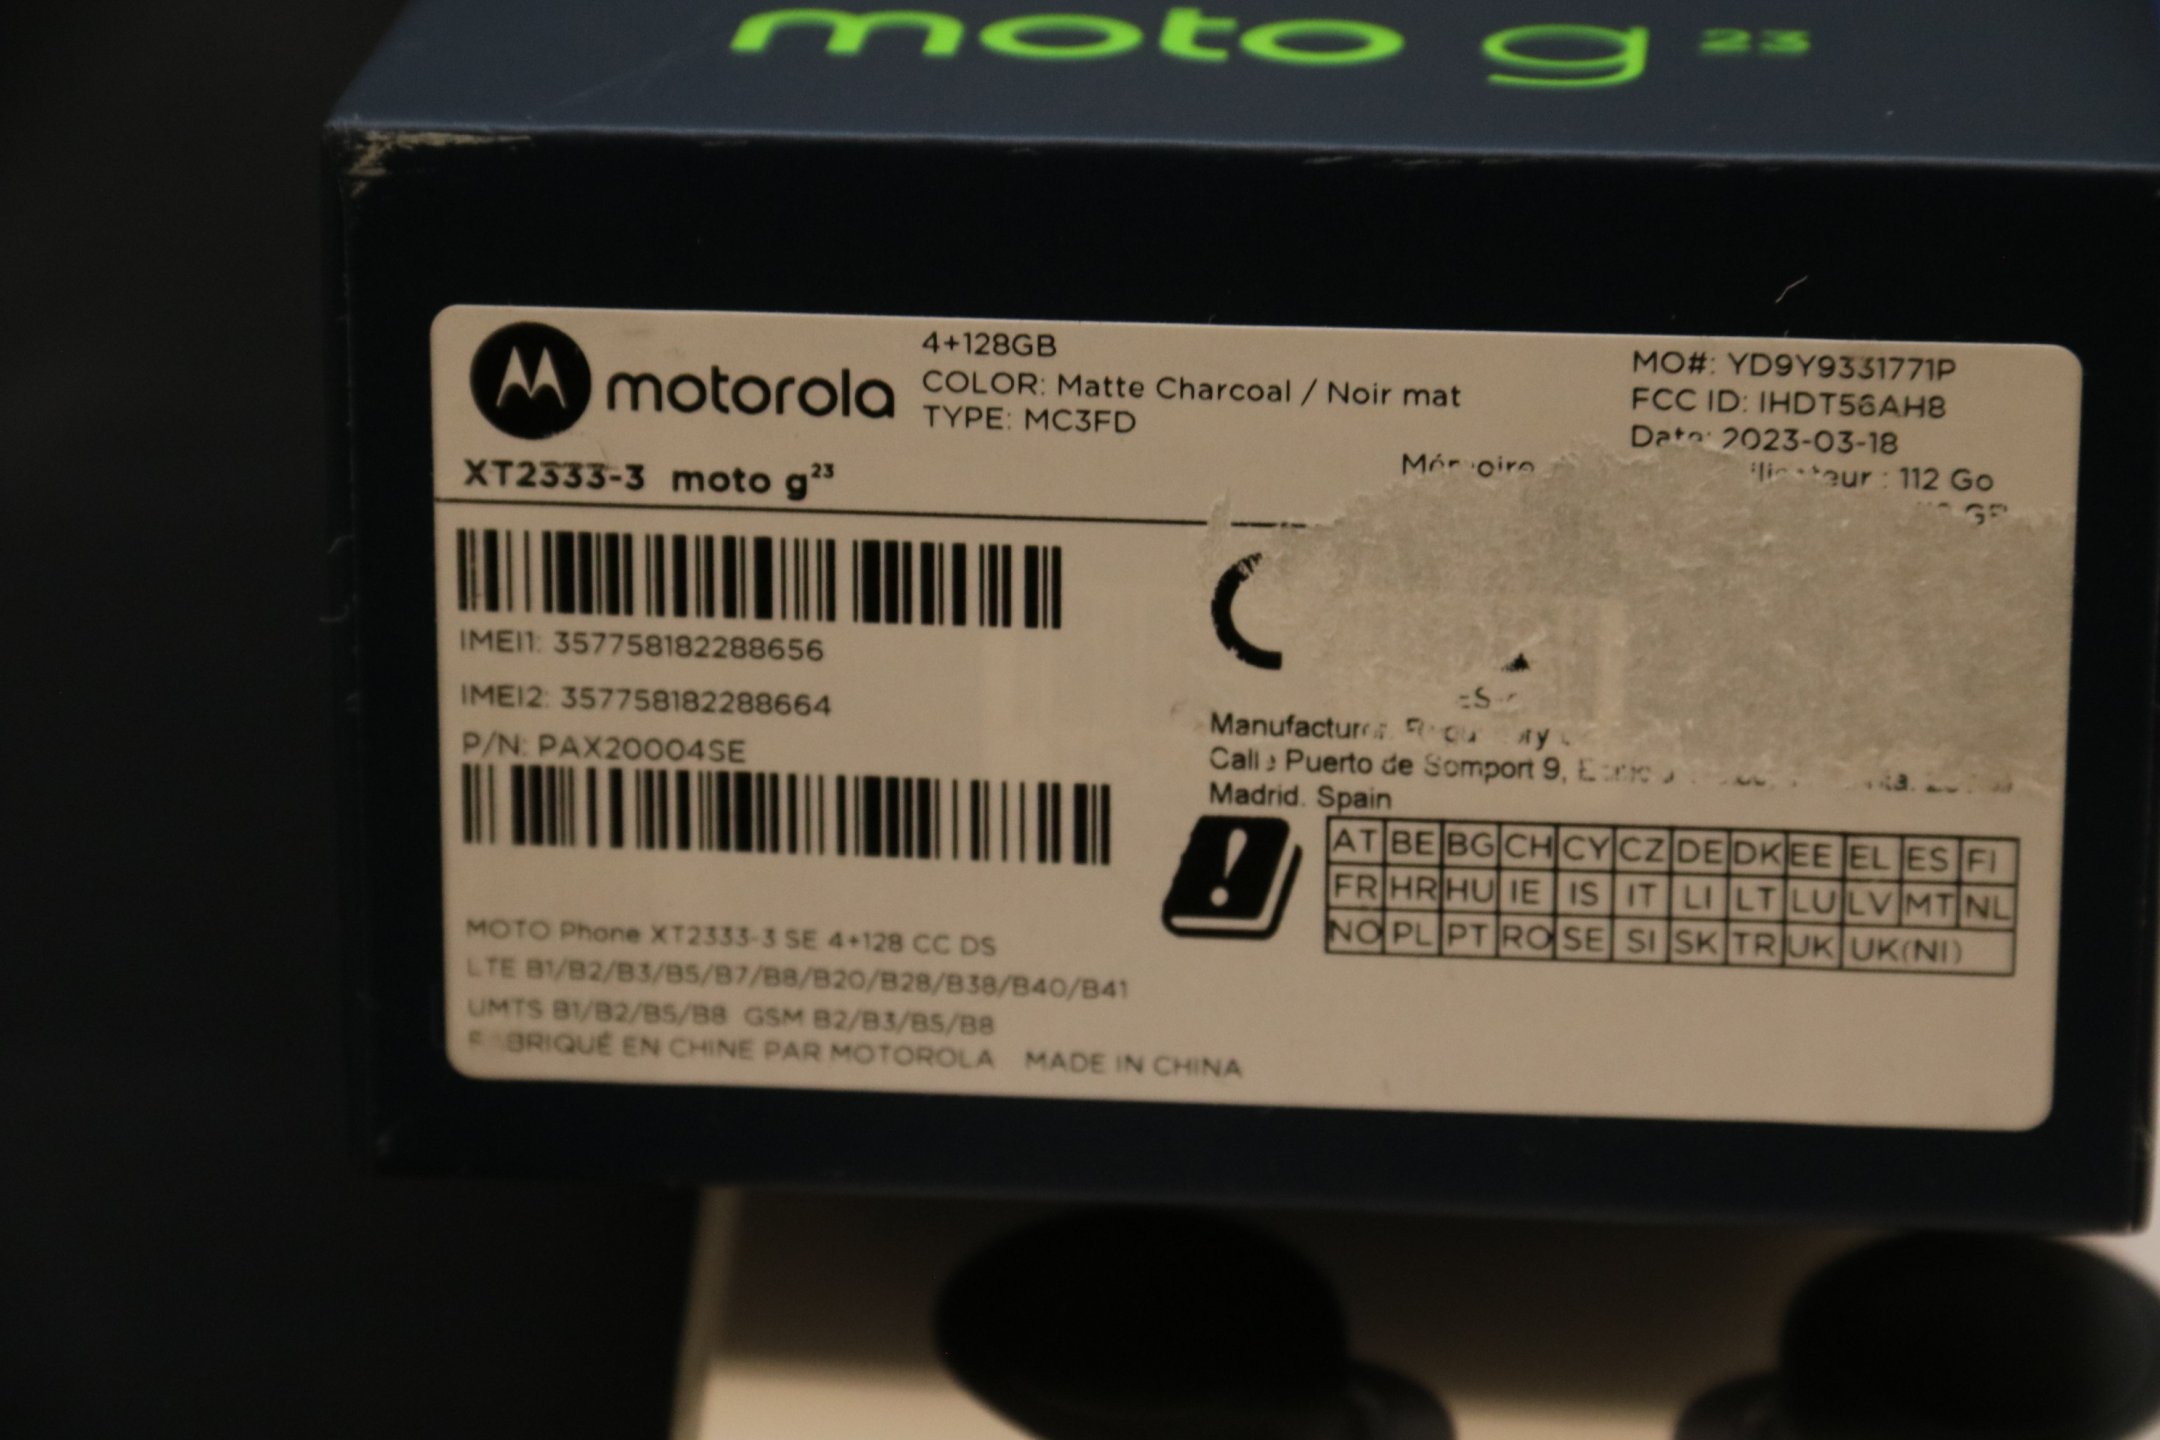 moto g 23
4+128GB
motorola
COLOR: Matte Charcoal / Noir mat
TYPE: MC3FD
MO#: YD9Y9331771P
FCC ID: IHDT56AH8
Date: 2023-03-18
XT2333-3 moto g23
: 112 Go
IMEI1: 357758182288656
IMEI2: 357758182288664
P/N: PAX20004SE
Manufacturer
Calle Puerto de Somport 9,
Madrid. Spain
AT BE BG CH CY CZ DE DK EE EL ES FI
FR HR HU IE IS IT LI LT LU LV MT NL
NO PL PT RO SE SI SK TR UK UK(NI)
MOTO Phone XT2333-3 SE 4+128 CC DS
LTE B1/B2/B3/B5/B7/B8/B20/B28/B38/B40/B41
UMTS B1/B2/B5/B8 GSM B2/B3/B5/B8
FABRIQUÉ EN CHINE PAR MOTOROLA MADE IN CHINA